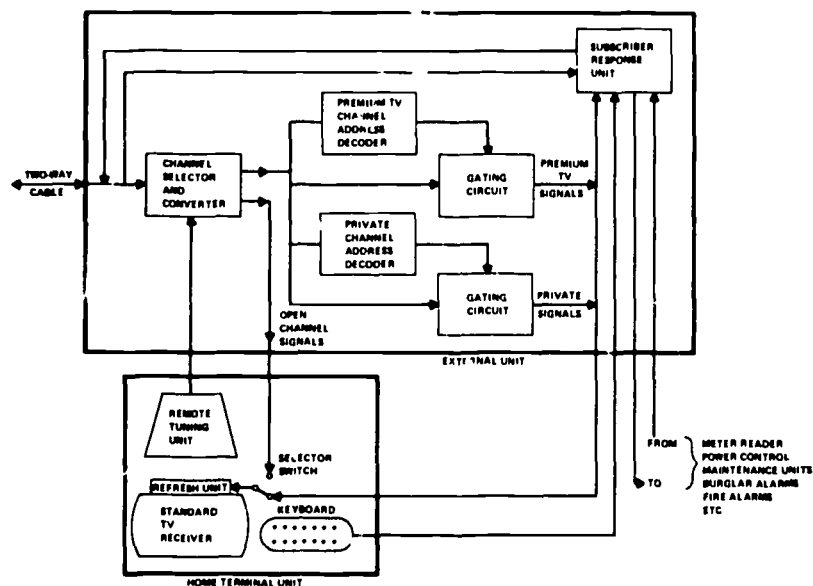 SUBSCRIBER
RESPONSE
UNIT
PREMIUM TV
CHANNEL
ADDRESS
DECODER
TWO-WAY
CABLE
CHANNEL
SELECTOR
AND
CONVERTER
GATING
CIRCUIT
PREMIUM
TV
SIGNALS
PRIVATE
CHANNEL
ADDRESS
DECODER
GATING
CIRCUIT
PRIVATE
SIGNALS
OPEN
CHANNEL
SIGNALS
EXTERNAL UNIT
REMOTE
TUNING
UNIT
SELECTOR
SWITCH
REFRESH UNIT
STANDARD
TV
RECEIVER
KEYBOARD
HOME TERMINAL UNIT
FROM
TO
METER READER
POWER CONTROL
MAINTENANCE UNITS
BURGLAR ALARMS
FIRE ALARMS
ETC